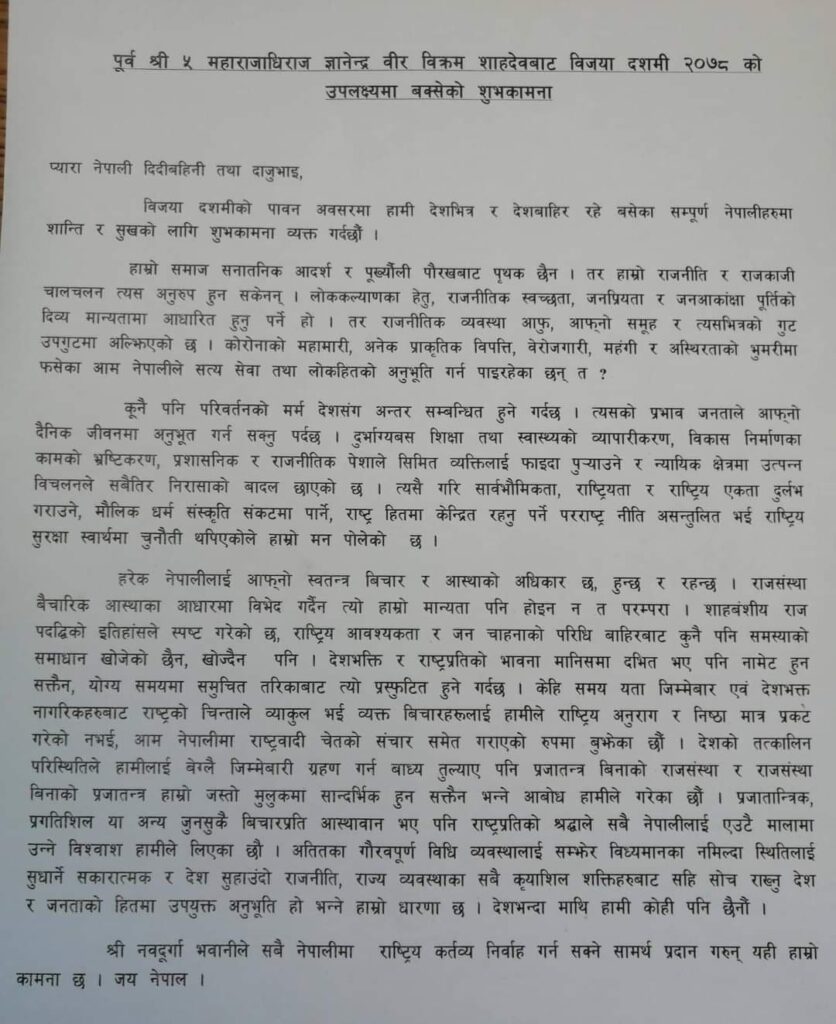 पूर्व श्री ५ महाराजाधिराज ज्ञानेन्द्र वीर विक्रम शाहदेवबाट विजया दशमी २०७८ को
उपलक्ष्यमा बक्सेको शुभकामना
प्यारा नेपाली दिदीबहिनी तथा दाजुभाइ,
विजया दशमीको पावन अवसरमा हामी देशभित्र र देशबाहिर रहे बसेका सम्पूर्ण नेपालीहरुमा
शान्ति र सुखको लागि शुभकामना व्यक्त गर्दछौं ।
हाम्रो समाज सनातनिक आदर्श र पूर्ख्यौली पौरखबाट पृथक छैन । तर हाम्रो राजनीति र राजकाजी
चालचलन त्यस अनुरुप हुन सकेनन् । लोककल्याणका हेतु, राजनीतिक स्वच्छता, जनप्रियता र जनआकांक्षा पूर्तिको
दिव्य मान्यतामा आधारित हुनु पर्ने हो । तर राजनीतिक व्यवस्था आफु, आफ्नो समूह र त्यसभित्रको गुट
उपगुटमा अल्झिएको छ । कोरोनाको महामारी, अनेक प्राकृतिक विपत्ति, वेरोजगारी, महंगी र अस्थिरताको भुमरीमा
फसेका आम नेपालीले सत्य सेवा तथा लोकहितको अनुभूति गर्न पाइरहेका छन् त ?
कूनै पनि परिवर्तनको मर्म देशसंग अन्तर सम्बन्धित हुने गर्दछ । त्यसको प्रभाव जनताले आफ्नो
दैनिक जीवनमा अनुभूत गर्न सक्नु पर्दछ । दुर्भाग्यबस शिक्षा तथा स्वास्थ्यको व्यापारीकरण, विकास निर्माणका
कामको भ्रष्टिकरण, प्रशासनिक र राजनीतिक पेशाले सिमित व्यक्तिलाई फाइदा पुऱ्याउने र न्यायिक क्षेत्रमा उत्पन्न
विचलनले सबैतिर निरासाको बादल छाएको छ । त्यसै गरि सार्वभौमिकता, राष्ट्रियता र राष्ट्रिय एकता दुर्लभ
गराउने, मौलिक धर्म संस्कृति संकटमा पार्ने, राष्ट्र हितमा केन्द्रित रहनु पर्ने परराष्ट्र नीति असन्तुलित भई राष्ट्रिय
सुरक्षा स्वार्थमा चुनौती थपिएकोले हाम्रो मन पोलेको छ ।
हरेक नेपालीलाई आफ्नो स्वतन्त्र बिचार र आस्थाको अधिकार छ, हुन्छ र रहन्छ । राजसंस्था
बैचारिक आस्थाका आधारमा विभेद गर्दैन त्यो हाम्रो मान्यता पनि होइन न त परम्परा । शाहबंशीय राज
पद्धिको इतिहांसले स्पष्ट गरेको छ, राष्ट्रिय आवश्यकता र जन चाहनाको परिधि बाहिरबाट कुनै पनि समस्याको
समाधान खोजेको छैन, खोज्दैन पनि । देशभक्ति र राष्ट्रप्रतिको भावना मानिसमा दभित भए पनि नामेट हुन
सक्तैन, योग्य समयमा समुचित तरिकाबाट त्यो प्रस्फुटित हुने गर्दछ । केहि समय यता जिम्मेबार एवं देशभक्त
नागरिकहरुबाट राष्ट्रको चिन्ताले व्याकुल भई व्यक्त बिचारहरूलाई हामीले राष्ट्रिय अनुराग र निष्ठा मात्र प्रकट
गरेको नभई, आम नेपालीमा राष्ट्रवादी चेतको संचार समेत गराएको रुपमा बुझेका छौं । देशको तत्कालिन
परिस्थितिले हामीलाई बेग्लै जिम्मेबारी ग्रहण गर्न बाध्य तुल्याए पनि प्रजातन्त्र बिनाको राजसंस्था र राजसंस्था
बिनाको प्रजातन्त्र हाम्रो जस्तो मुलुकमा सान्दर्भिक हुन सक्तैन भन्ने आबोध हामीले गरेका छौं । प्रजातान्त्रिक,
प्रगतिशिल या अन्य जुनसुकै बिचारप्रति आस्थावान भए पनि राष्ट्रप्रतिको श्रद्धाले सबै नेपालीलाई एउटै मालामा
उन्ने विश्वाश हामीले लिएका छौ । अतितका गौरवपूर्ण विधि व्यवस्थालाई सम्झेर विध्यमानका नमिल्दा स्थितिलाई
सुधार्ने सकारात्मक र देश सुहाउंदो राजनीति, राज्य व्यवस्थाका सबै कृयाशिल शक्तिहरुबाट सहि सोच राख्नु देश
र जनताको हितमा उपयुक्त अनुभूति हो भन्ने हाम्रो धारणा छ । देशभन्दा माथि हामी कोही पनि छैनौं ।
श्री नवदूर्गा भवानीले सबै नेपालीमा राष्ट्रिय कर्तव्य निर्वाह गर्न सक्ने सामर्थ प्रदान गरुन् यही हाम्रो
कामना छ । जय नेपाल ।